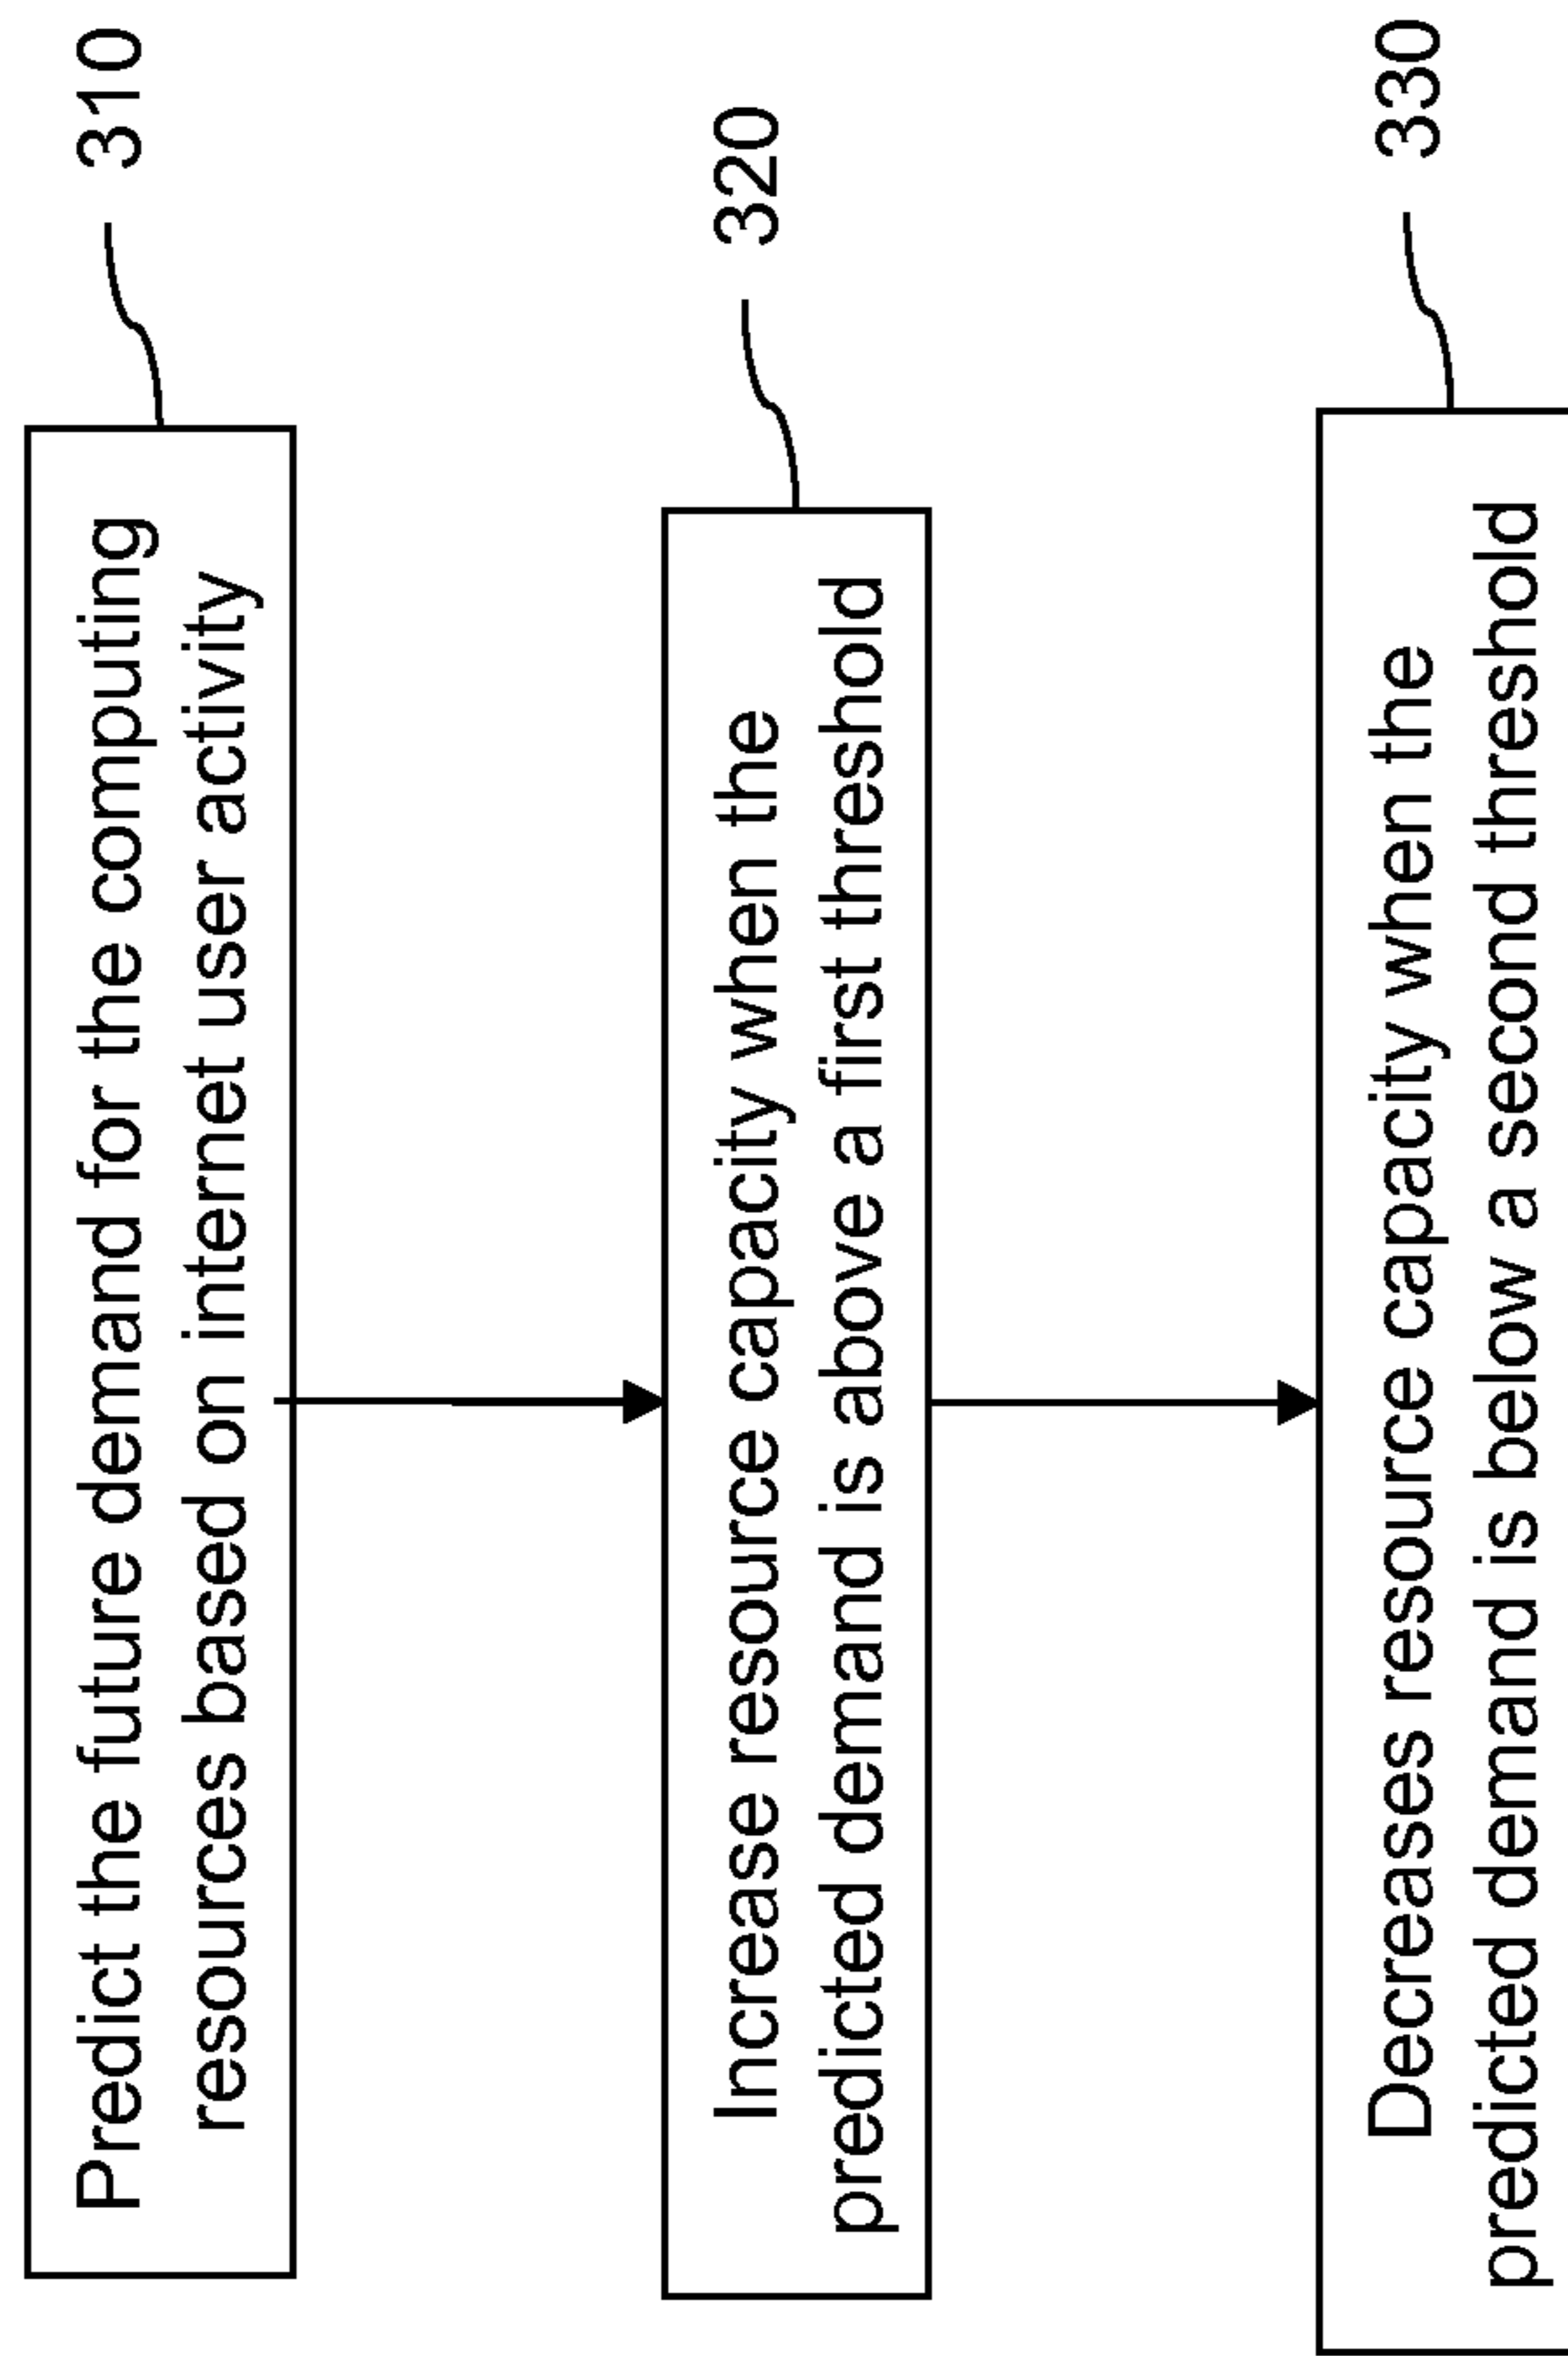 Predict the future demand for the computing
resources based on internet user activity
310
Increase resource capacity when the
predicted demand is above a first threshold
320
Decreases resource capacity when the
predicted demand is below a second threshold
330